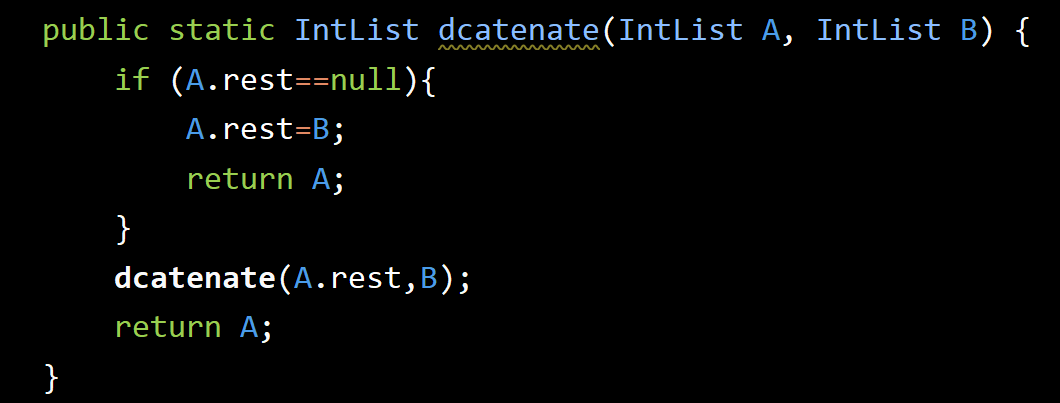 public static IntList dcatenate(IntList A, IntList B) {
    if (A.rest==null){
        A.rest=B;
        return A;
    }
    dcatenate(A.rest,B);
    return A;
}